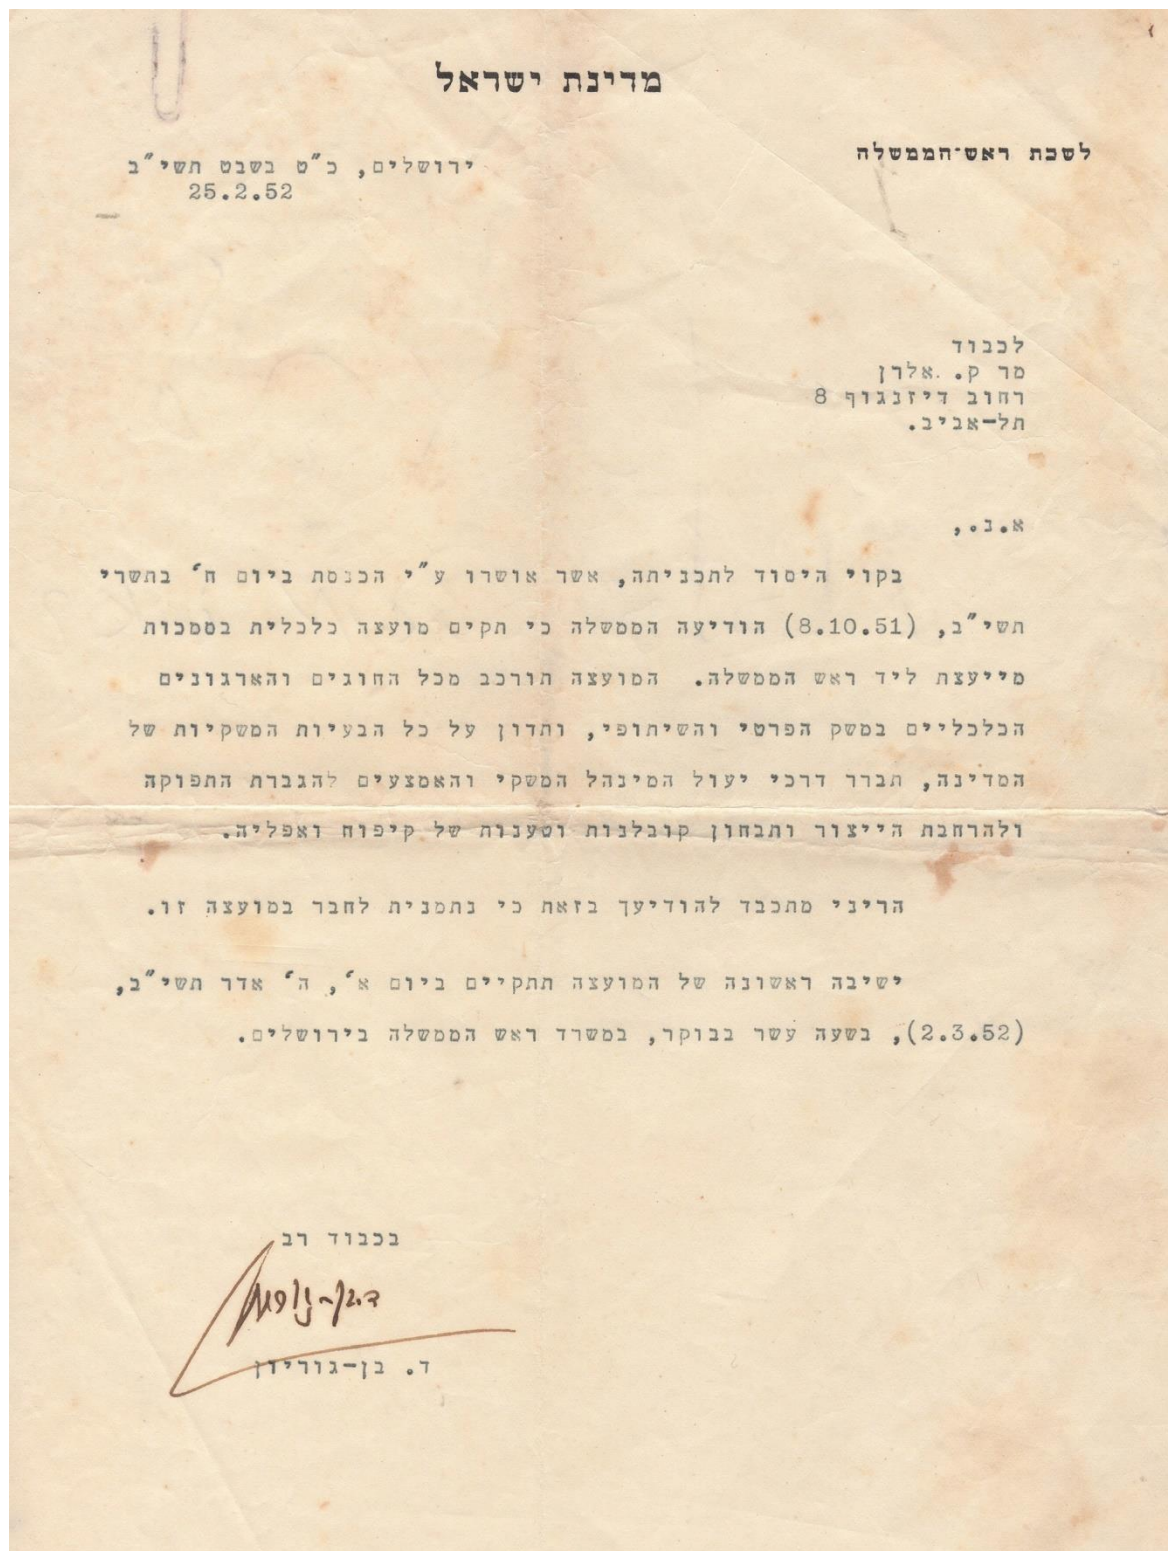 מדינת ישראל
לשכת ראש־הממשלה
ירושלים, כ"ט בשבט תשי"ב
25.2.52
לכבוד
מר ק. אלרן
רחוב דיזנגוף 8
תל-אביב.
א.נ.,
בקוי היסוד לתכניתה, אשר אושרו ע"י הכנסת ביום ח' בתשרי
תשי"ב, (8.10.51) הודיעה הממשלה כי תקים מועצה כלכלית בסמכות
מייעצת ליד ראש הממשלה. המועצה תורכב מכל החוגים והארגונים
הכלכליים במשק הפרטי והשיתופי, ותדון על כל הבעיות המשקיות של
המדינה, תברר דרכי יעול המינהל המשקי והאמצעים להגברת התפוקה
ולהרחבת הייצור ותבחון קובלנות וטענות של קיפוח ואפליה.
הריני מתכבד להודיעך בזאת כי נתמנית לחבר במועצה זו.
ישיבה ראשונה של המועצה תתקיים ביום א', ה' אדר תשי"ב,
(2.3.52), בשעה עשר בבוקר, במשרד ראש הממשלה בירושלים.
בכבוד רב
ד. בן-גוריון
ד. בן-גוריון